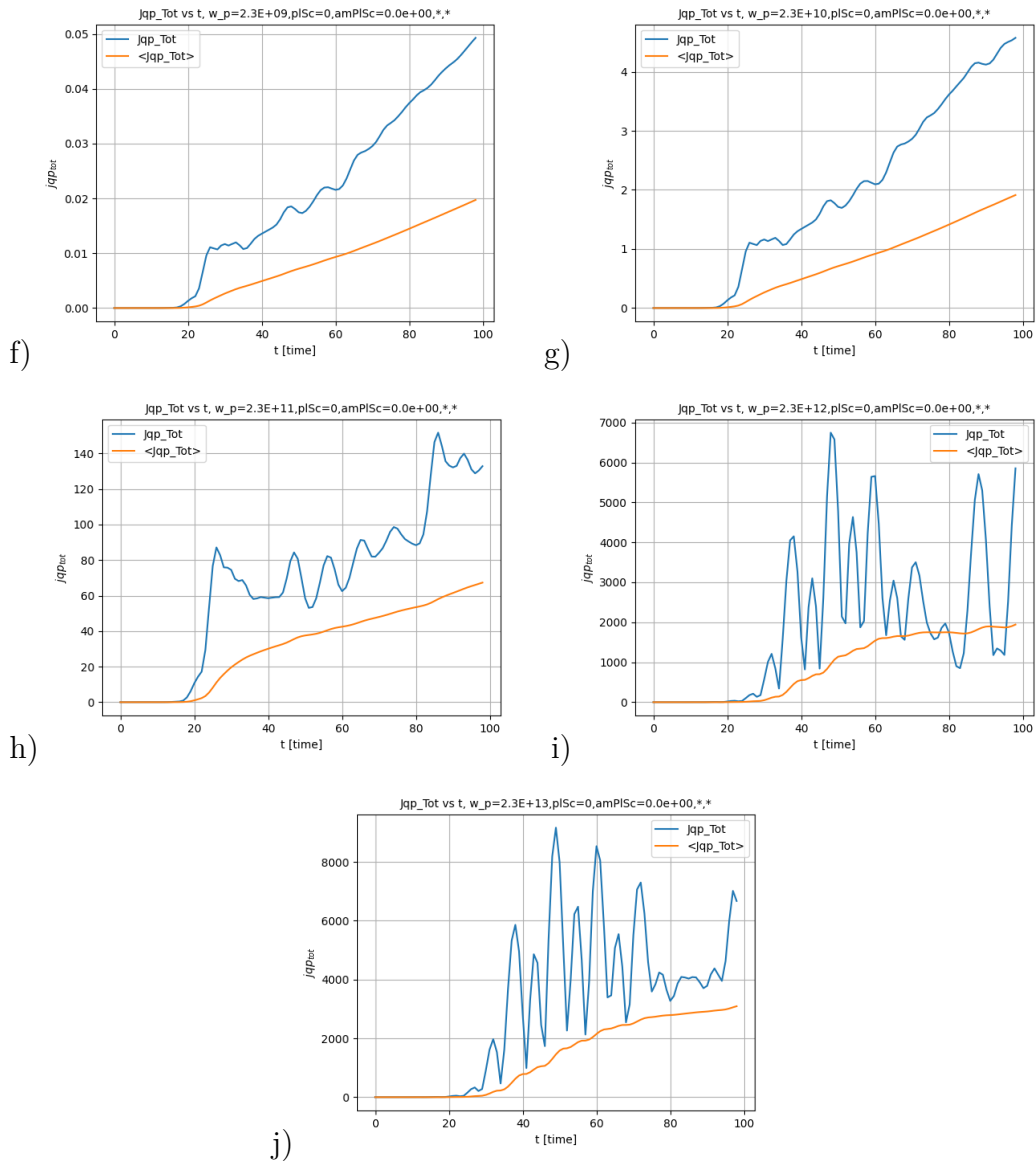 Jqp_Tot vs t, w_p=2.3E+09,plSc=0,amPlSc=0.0e+00,*,*
Jqp_Tot
<Jqp_Tot>
0.05
0.04
0.03
0.02
0.01
0.00
jqp_tot
0 20 40 60 80 100
t [time]
f)
Jqp_Tot vs t, w_p=2.3E+10,plSc=0,amPlSc=0.0e+00,*,*
Jqp_Tot
<Jqp_Tot>
4
3
2
1
0
jqp_tot
0 20 40 60 80 100
t [time]
g)
Jqp_Tot vs t, w_p=2.3E+11,plSc=0,amPlSc=0.0e+00,*,*
Jqp_Tot
<Jqp_Tot>
140
120
100
80
60
40
20
0
jqp_tot
0 20 40 60 80 100
t [time]
h)
Jqp_Tot vs t, w_p=2.3E+12,plSc=0,amPlSc=0.0e+00,*,*
Jqp_Tot
<Jqp_Tot>
7000
6000
5000
4000
3000
2000
1000
0
jqp_tot
0 20 40 60 80 100
t [time]
i)
Jqp_Tot vs t, w_p=2.3E+13,plSc=0,amPlSc=0.0e+00,*,*
Jqp_Tot
<Jqp_Tot>
8000
6000
4000
2000
0
jqp_tot
0 20 40 60 80 100
t [time]
j)